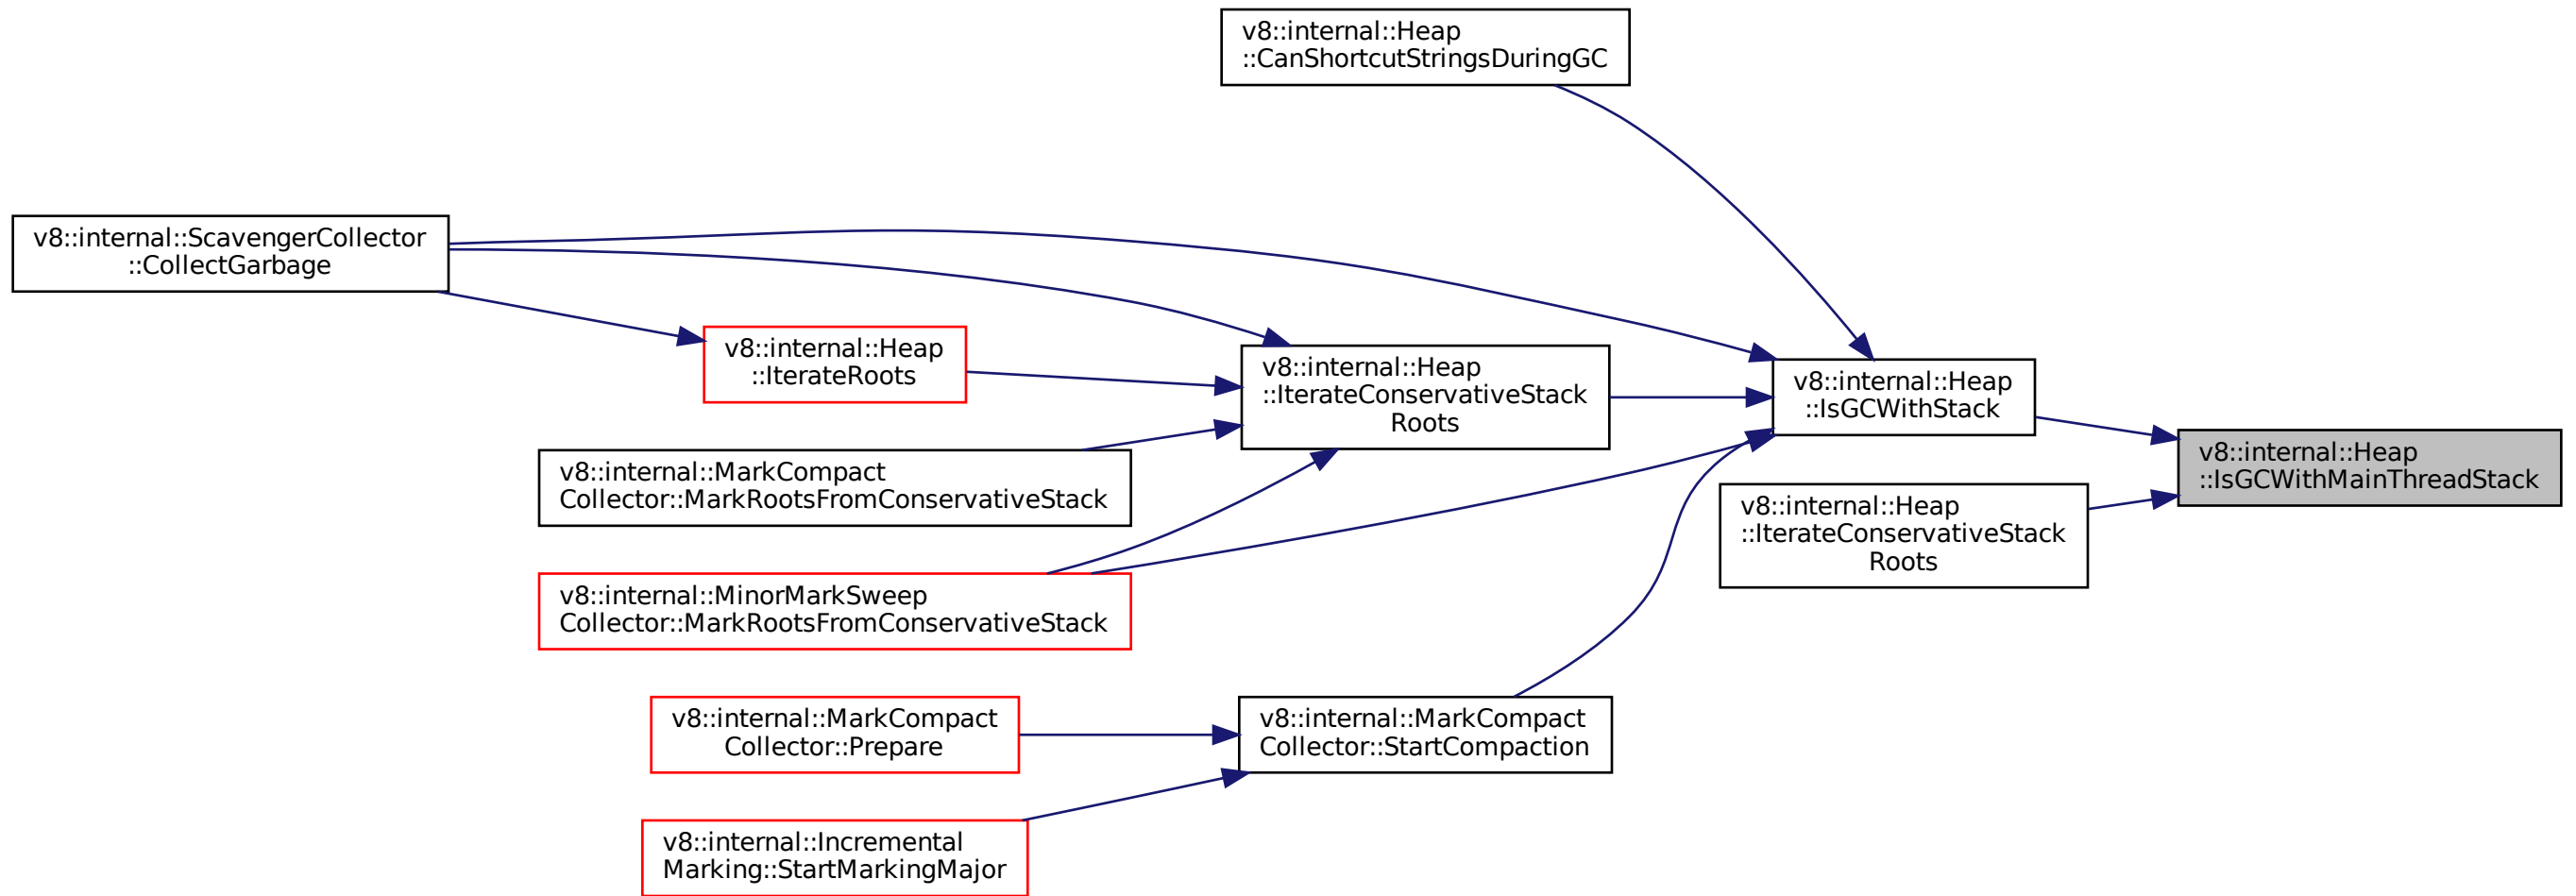 v8::internal::Heap
::CanShortcutStringsDuringGC
v8::internal::ScavengerCollector
::CollectGarbage
v8::internal::Heap
::IterateRoots
v8::internal::Heap
::IterateConservativeStack
Roots
v8::internal::Heap
::IsGCWithStack
v8::internal::Heap
::IsGCWithMainThreadStack
v8::internal::MarkCompact
Collector::MarkRootsFromConservativeStack
v8::internal::Heap
::IterateConservativeStack
Roots
v8::internal::MinorMarkSweep
Collector::MarkRootsFromConservativeStack
v8::internal::MarkCompact
Collector::Prepare
v8::internal::MarkCompact
Collector::StartCompaction
v8::internal::Incremental
Marking::StartMarkingMajor